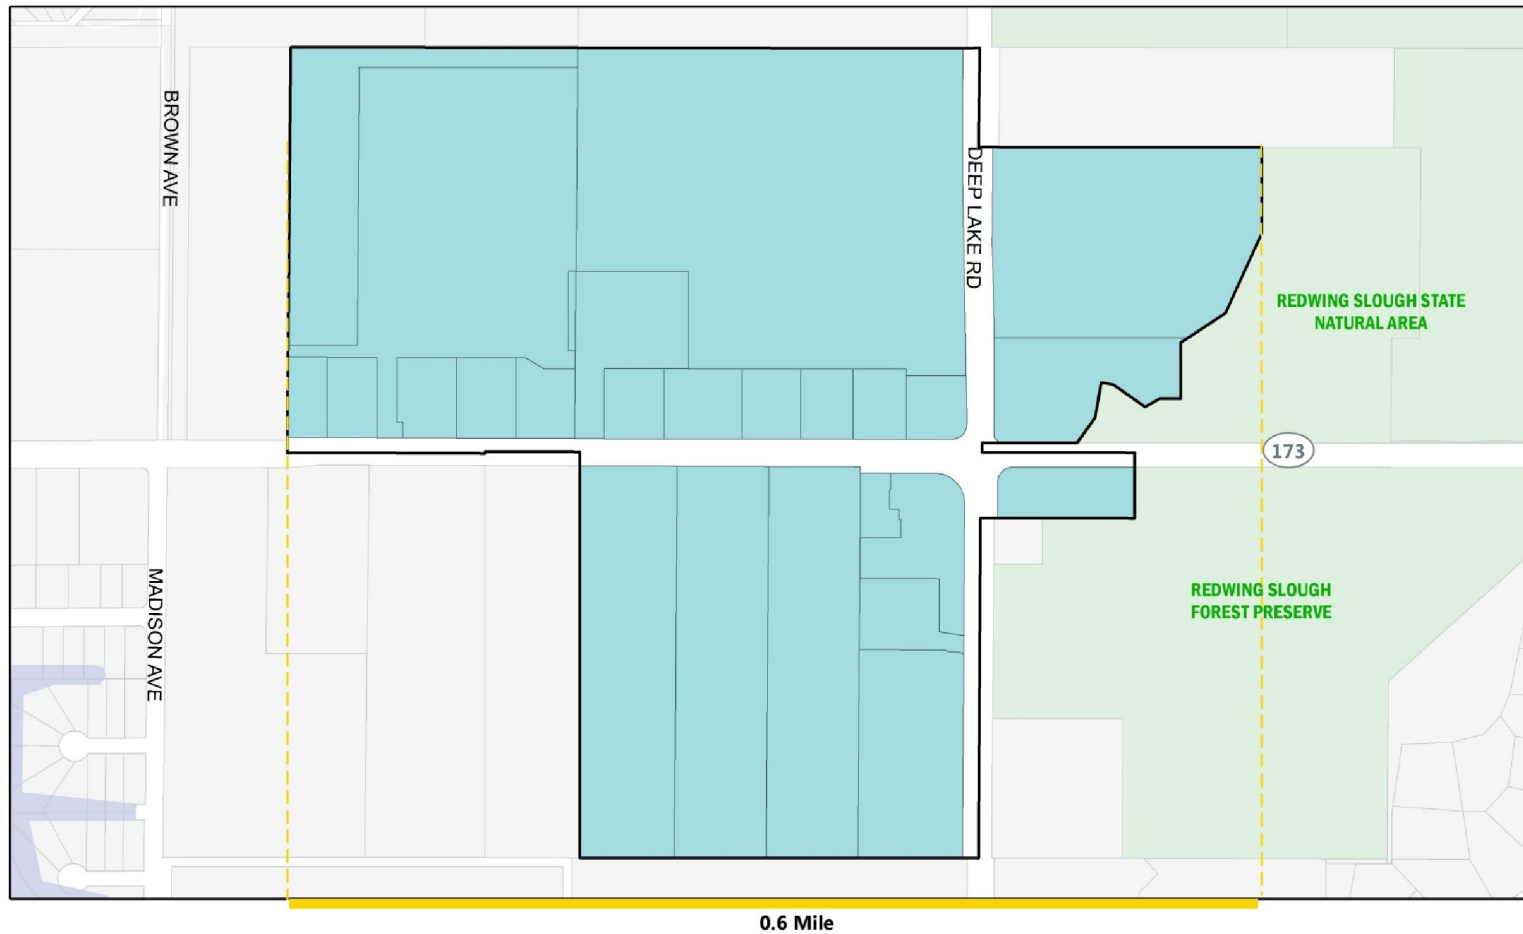 BROWN AVE
DEEP LAKE RD
REDWING SLOUGH STATE
NATURAL AREA
173
MADISON AVE
REDWING SLOUGH
FOREST PRESERVE
0.6 Mile